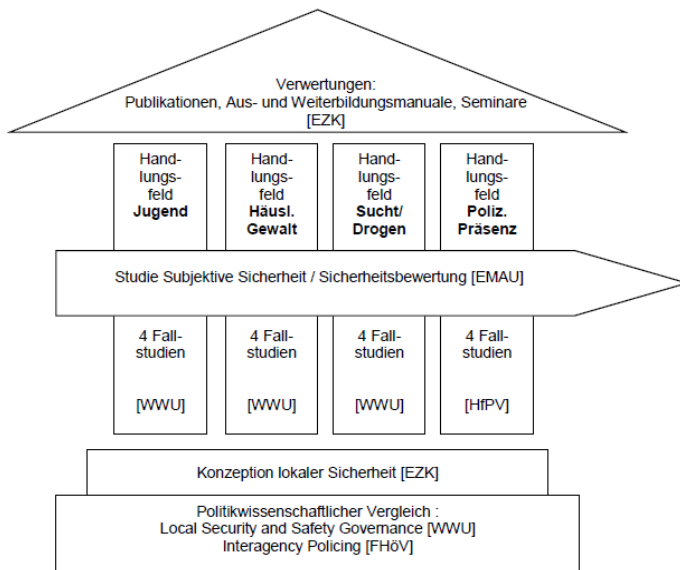 Verwertungen:
Publikationen, Aus- und Weiterbildungsmanuale, Seminare
[EZK]
Hand-
lungs-
feld
Jugend
Hand-
lungs-
feld
Häusl.
Gewalt
Hand-
lungs-
feld
Sucht/
Drogen
Hand-
lungs-
feld
Poliz.
Präsenz
Studie Subjektive Sicherheit / Sicherheitsbewertung [EMAU]
4 Fall-
studien
[WWU]
4 Fall-
studien
[WWU]
4 Fall-
studien
[WWU]
4 Fall-
studien
[HfPV]
Konzeption lokaler Sicherheit [EZK]
Politikwissenschaftlicher Vergleich :
Local Security and Safety Governance [WWU]
Interagency Policing [FHöV]